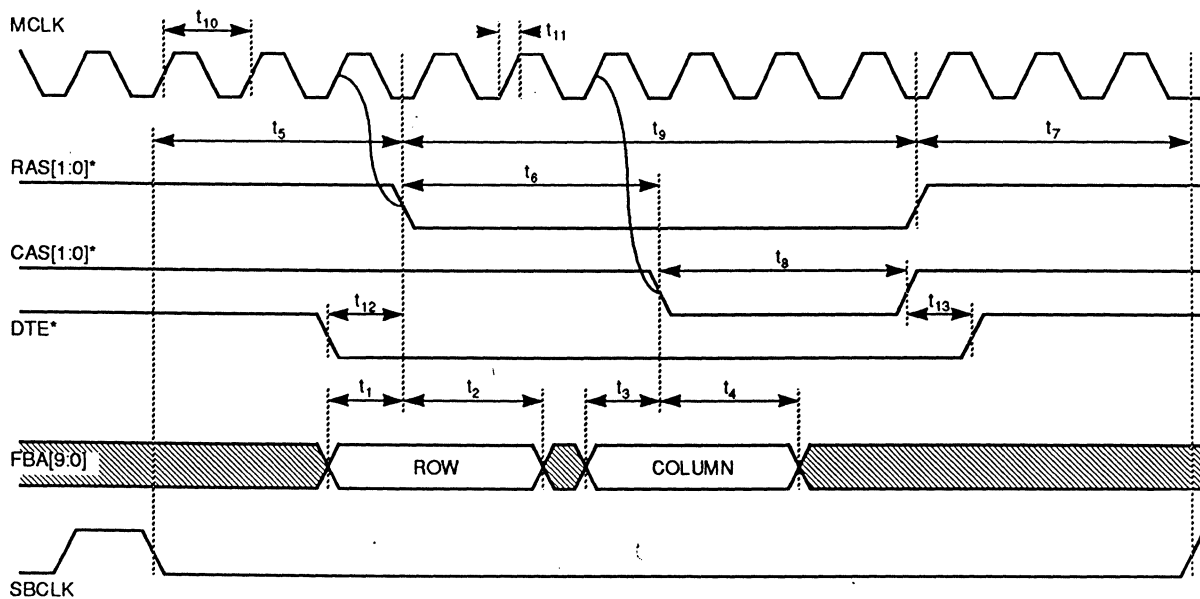 MCLK
t10
t11
t5
t9
t7
RAS[1:0]*
t6
CAS[1:0]*
t8
t12
t13
DTE*
t1
t2
t3
t4
FBA[9:0]
ROW
COLUMN
SBCLK